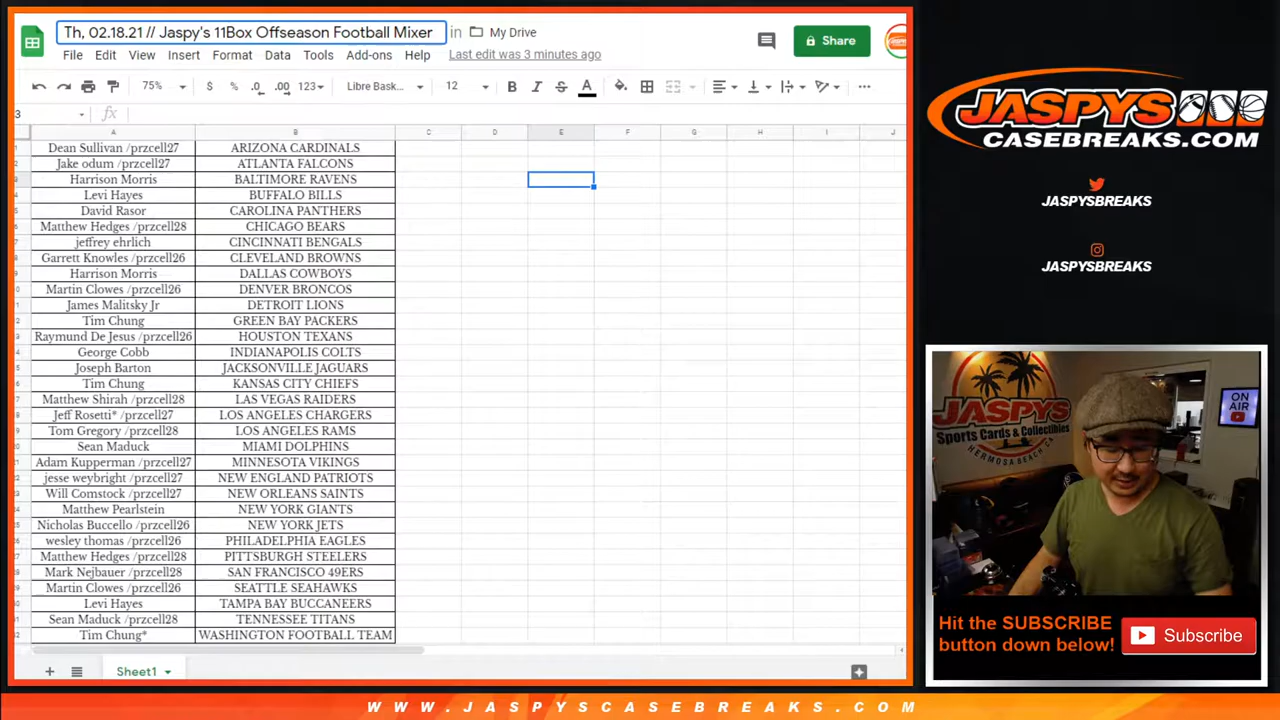 Th, 02.18.21 // Jaspy's 11Box Offseason Football Mixer in My Drive
File Edit View Insert Format Data Tools Add-ons Help Last edit was 3 minutes ago
Share
75% $ % .0 .00 123 Libre Bask... 12 B I S A
3 fx
A B C D E F G H I J
Dean Sullivan /przcell27 ARIZONA CARDINALS
Jake odum /przcell27 ATLANTA FALCONS
Harrison Morris BALTIMORE RAVENS
Levi Hayes BUFFALO BILLS
David Rasor CAROLINA PANTHERS
Matthew Hedges /przcell28 CHICAGO BEARS
jeffrey ehrlich CINCINNATI BENGALS
Garrett Knowles /przcell26 CLEVELAND BROWNS
Harrison Morris DALLAS COWBOYS
Martin Clowes /przcell26 DENVER BRONCOS
James Malitsky Jr DETROIT LIONS
Tim Chung GREEN BAY PACKERS
Raymund De Jesus /przcell26 HOUSTON TEXANS
George Cobb INDIANAPOLIS COLTS
Joseph Barton JACKSONVILLE JAGUARS
Tim Chung KANSAS CITY CHIEFS
Matthew Shirah /przcell28 LAS VEGAS RAIDERS
Jeff Rosetti* /przcell27 LOS ANGELES CHARGERS
Tom Gregory /przcell28 LOS ANGELES RAMS
Sean Maduck MIAMI DOLPHINS
Adam Kupperman /przcell27 MINNESOTA VIKINGS
jesse weybright /przcell27 NEW ENGLAND PATRIOTS
Will Comstock /przcell27 NEW ORLEANS SAINTS
Matthew Pearlstein NEW YORK GIANTS
Nicholas Buccello /przcell26 NEW YORK JETS
wesley thomas /przcell26 PHILADELPHIA EAGLES
Matthew Hedges /przcell28 PITTSBURGH STEELERS
Mark Nejbauer /przcell28 SAN FRANCISCO 49ERS
Martin Clowes /przcell26 SEATTLE SEAHAWKS
Levi Hayes TAMPA BAY BUCCANEERS
Sean Maduck /przcell28 TENNESSEE TITANS
Tim Chung* WASHINGTON FOOTBALL TEAM
Sheet1
JASPYS
CASEBREAKS.COM
JASPYSBREAKS
JASPYSBREAKS
JASPYS
Sports Cards & Collectibles
HERMOSA BEACH CA
ON
AIR
Hit the SUBSCRIBE
button down below!
Subscribe
WWW.JASPYSCASEBREAKS.COM